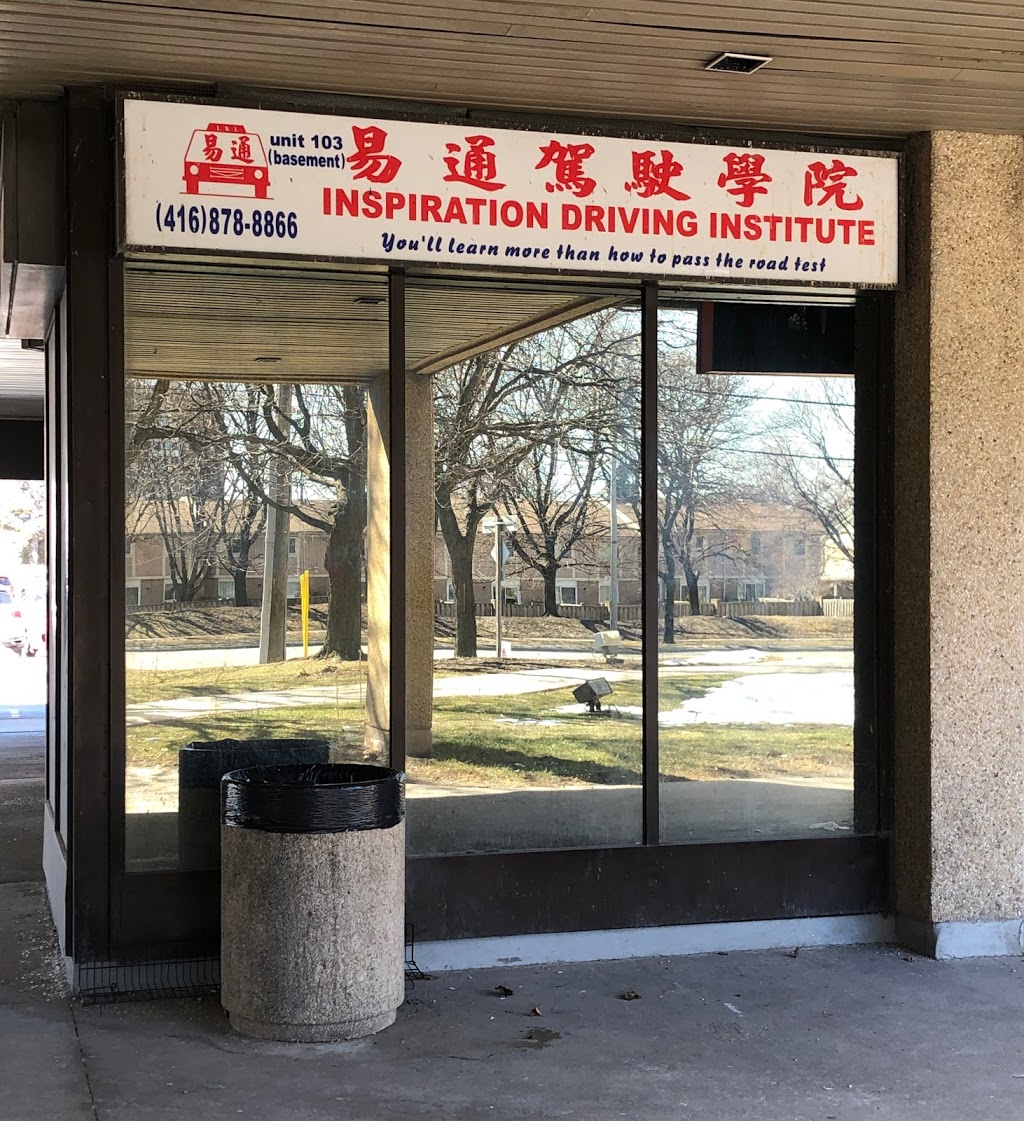 易通
unit 103
(basement)
易通駕駛學院
(416)878-8866
INSPIRATION DRIVING INSTITUTE
You'll learn more than how to pass the road test